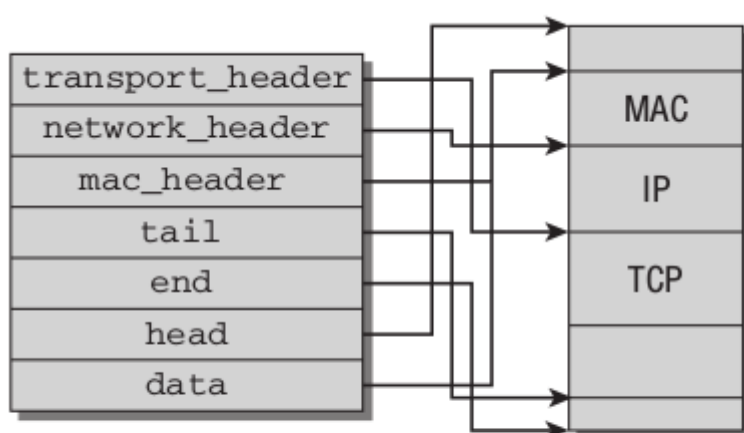 transport_header
network_header
mac_header
tail
end
head
data
MAC
IP
TCP